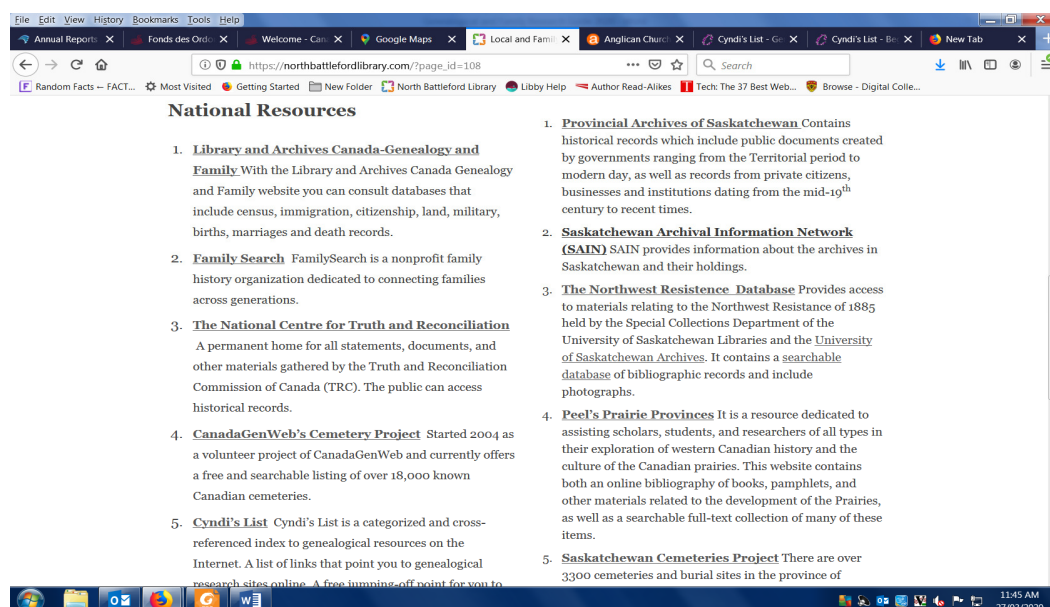 File Edit View History Bookmarks Tools Help
Annual Reports
Fonds des Ordo
Welcome - Can
Google Maps
Local and Famil
Anglican Church
Cyndi's List - Ge
Cyndi's List - Be
New Tab
https://northbattlefordlibrary.com/?page_id=108
Search
Random Facts ← FACT...
Most Visited
Getting Started
New Folder
North Battleford Library
Libby Help
Author Read-Alikes
Tech: The 37 Best Web...
Browse - Digital Colle...
National Resources
1. Library and Archives Canada-Genealogy and
Family With the Library and Archives Canada Genealogy
and Family website you can consult databases that
include census, immigration, citizenship, land, military,
births, marriages and death records.
2. Family Search FamilySearch is a nonprofit family
history organization dedicated to connecting families
across generations.
3. The National Centre for Truth and Reconciliation
A permanent home for all statements, documents, and
other materials gathered by the Truth and Reconciliation
Commission of Canada (TRC). The public can access
historical records.
4. CanadaGenWeb's Cemetery Project Started 2004 as
a volunteer project of CanadaGenWeb and currently offers
a free and searchable listing of over 18,000 known
Canadian cemeteries.
5. Cyndi's List Cyndi's List is a categorized and cross-
referenced index to genealogical resources on the
Internet. A list of links that point you to genealogical
research sites online. A free jumping-off point for you to
1. Provincial Archives of Saskatchewan Contains
historical records which include public documents created
by governments ranging from the Territorial period to
modern day, as well as records from private citizens,
businesses and institutions dating from the mid-19th
century to recent times.
2. Saskatchewan Archival Information Network
(SAIN) SAIN provides information about the archives in
Saskatchewan and their holdings.
3. The Northwest Resistence Database Provides access
to materials relating to the Northwest Resistance of 1885
held by the Special Collections Department of the
University of Saskatchewan Libraries and the University
of Saskatchewan Archives. It contains a searchable
database of bibliographic records and include
photographs.
4. Peel's Prairie Provinces It is a resource dedicated to
assisting scholars, students, and researchers of all types in
their exploration of western Canadian history and the
culture of the Canadian prairies. This website contains
both an online bibliography of books, pamphlets, and
other materials related to the development of the Prairies,
as well as a searchable full-text collection of many of these
items.
5. Saskatchewan Cemeteries Project There are over
3300 cemeteries and burial sites in the province of
11:45 AM